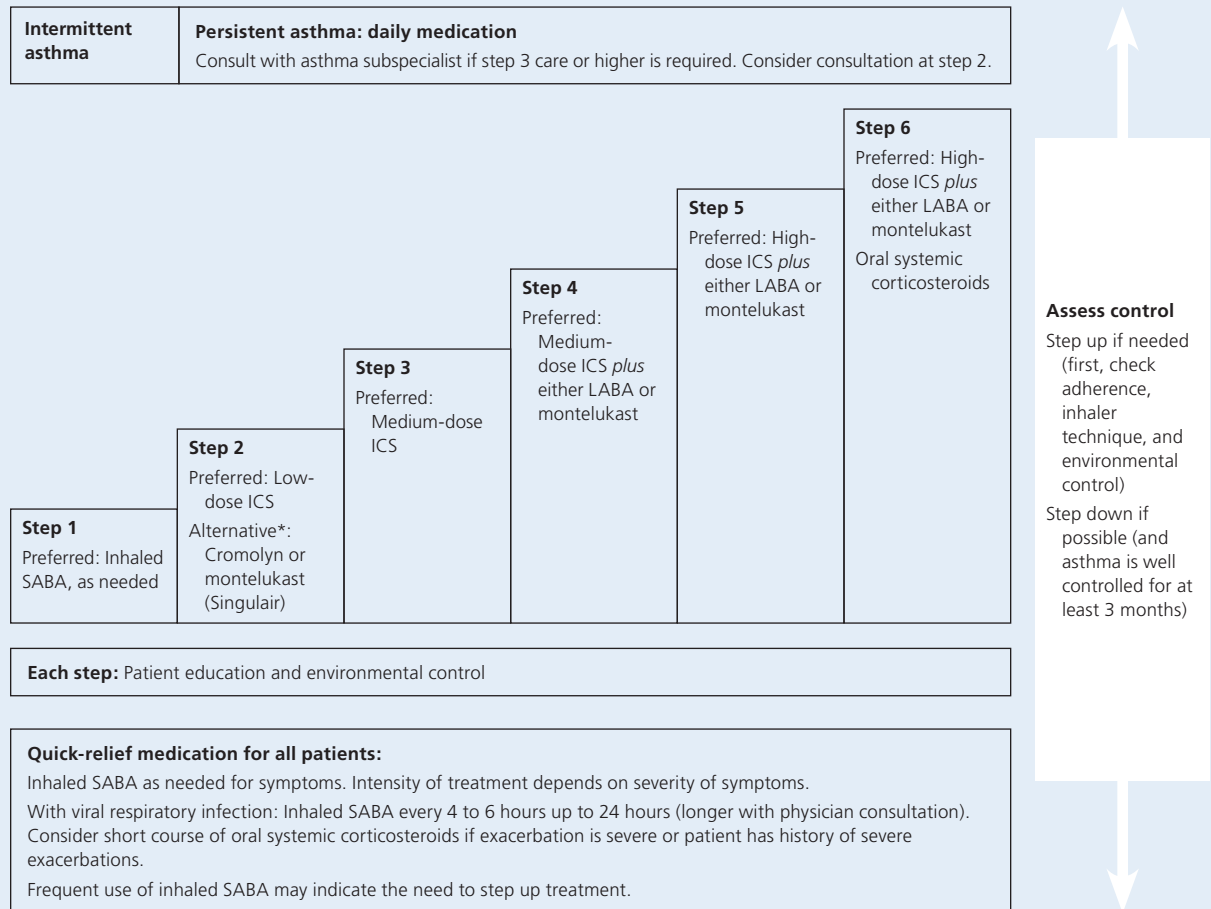 Intermittent
asthma
Persistent asthma: daily medication
Consult with asthma subspecialist if step 3 care or higher is required. Consider consultation at step 2.
Step 1
Preferred: Inhaled
SABA, as needed
Step 2
Preferred: Low-
dose ICS
Alternative*:
Cromolyn or
montelukast
(Singulair)
Step 3
Preferred:
Medium-dose
ICS
Step 4
Preferred:
Medium-
dose ICS plus
either LABA or
montelukast
Step 5
Preferred: High-
dose ICS plus
either LABA or
montelukast
Step 6
Preferred: High-
dose ICS plus
either LABA or
montelukast
Oral systemic
corticosteroids
Assess control
Step up if needed
(first, check
adherence,
inhaler
technique, and
environmental
control)
Step down if
possible (and
asthma is well
controlled for at
least 3 months)
Each step: Patient education and environmental control
Quick-relief medication for all patients:
Inhaled SABA as needed for symptoms. Intensity of treatment depends on severity of symptoms.
With viral respiratory infection: Inhaled SABA every 4 to 6 hours up to 24 hours (longer with physician consultation).
Consider short course of oral systemic corticosteroids if exacerbation is severe or patient has history of severe
exacerbations.
Frequent use of inhaled SABA may indicate the need to step up treatment.